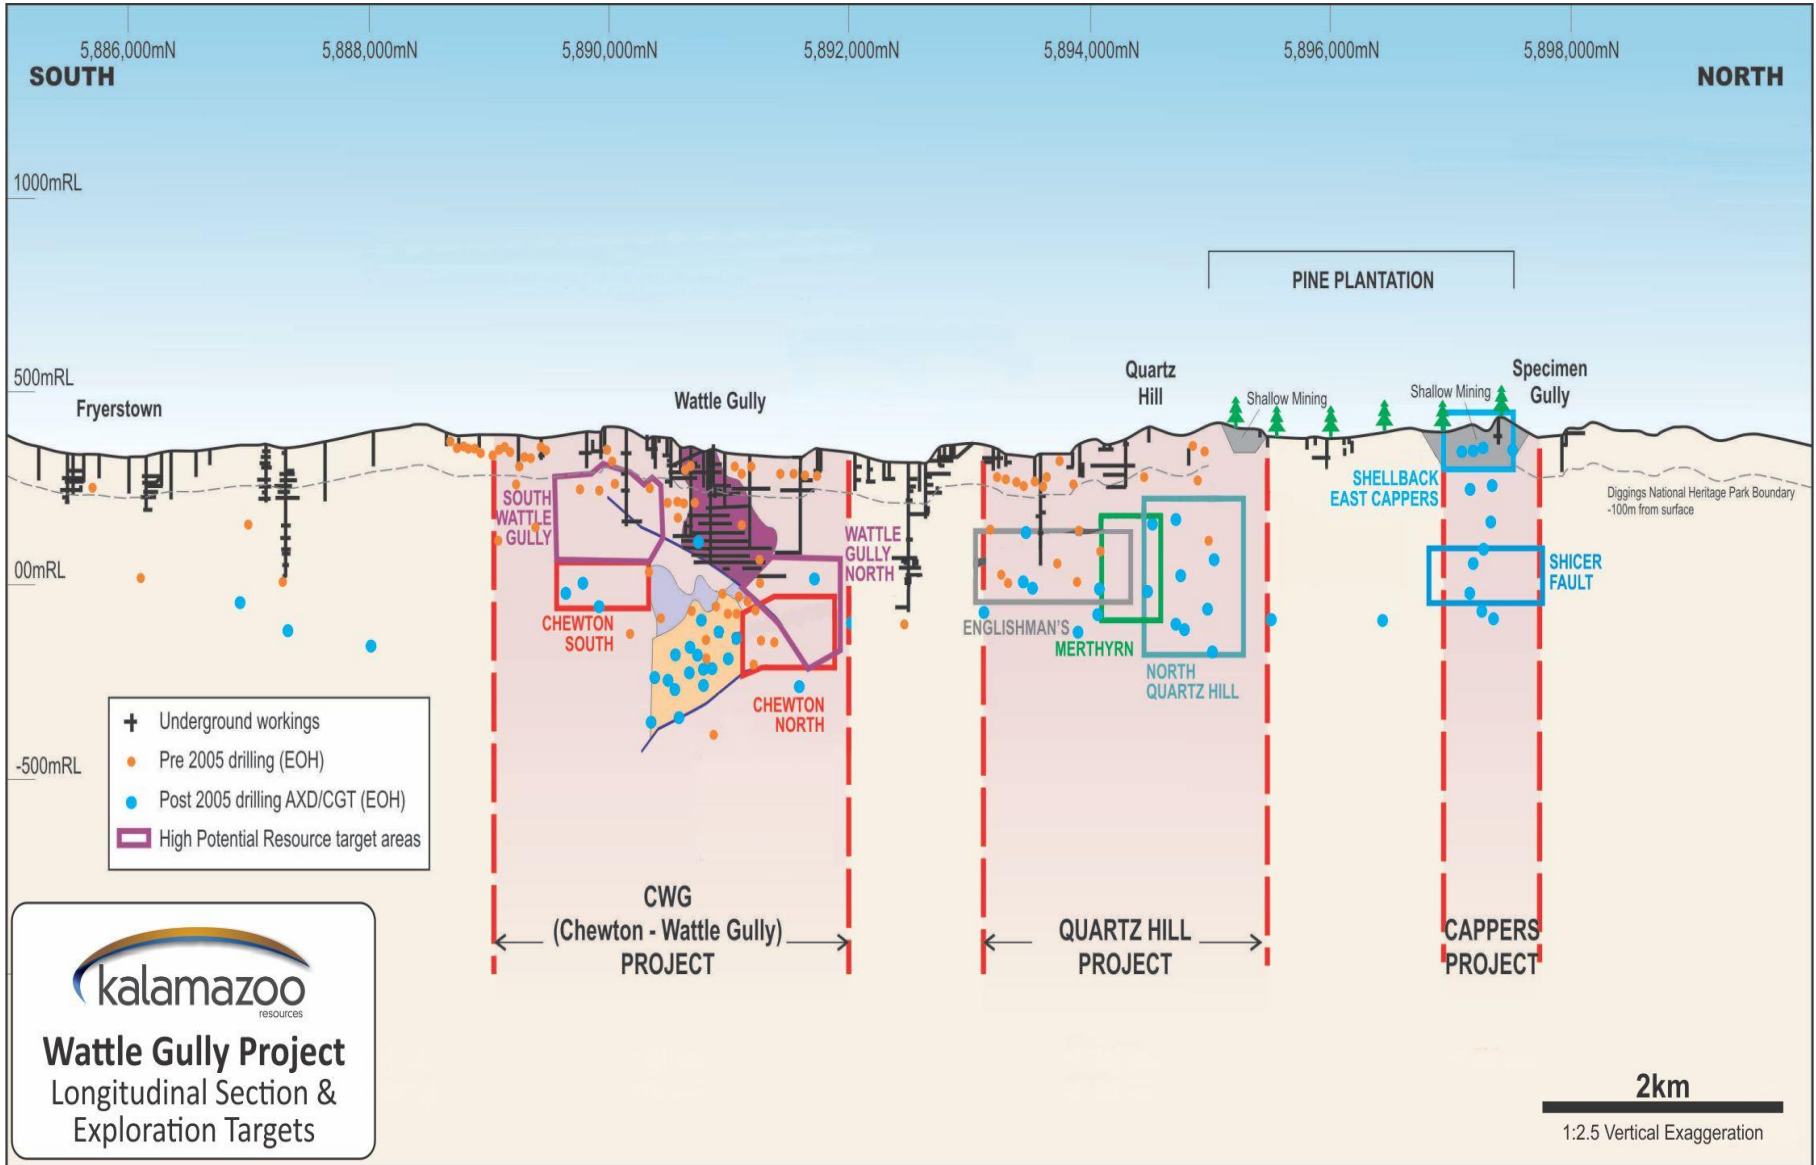 5,886,000mN
5,888,000mN
5,890,000mN
5,892,000mN
5,894,000mN
5,896,000mN
5,898,000mN
SOUTH
NORTH
1000mRL
500mRL
00mRL
-500mRL
PINE PLANTATION
Fryerstown
Wattle Gully
Quartz
Hill
Shallow Mining
Shallow Mining
Specimen
Gully
SOUTH
WATTLE
GULLY
WATTLE
GULLY
NORTH
CHEWTON
SOUTH
CHEWTON
NORTH
ENGLISHMAN'S
MERTHYRN
NORTH
QUARTZ HILL
SHELLBACK
EAST CAPPERS
SHICER
FAULT
Diggings National Heritage Park Boundary
-100m from surface
Underground workings
Pre 2005 drilling (EOH)
Post 2005 drilling AXD/CGT (EOH)
High Potential Resource target areas
CWG
(Chewton - Wattle Gully)
PROJECT
QUARTZ HILL
PROJECT
CAPPERS
PROJECT
kalamazoo
resources
Wattle Gully Project
Longitudinal Section &
Exploration Targets
2km
1:2.5 Vertical Exaggeration